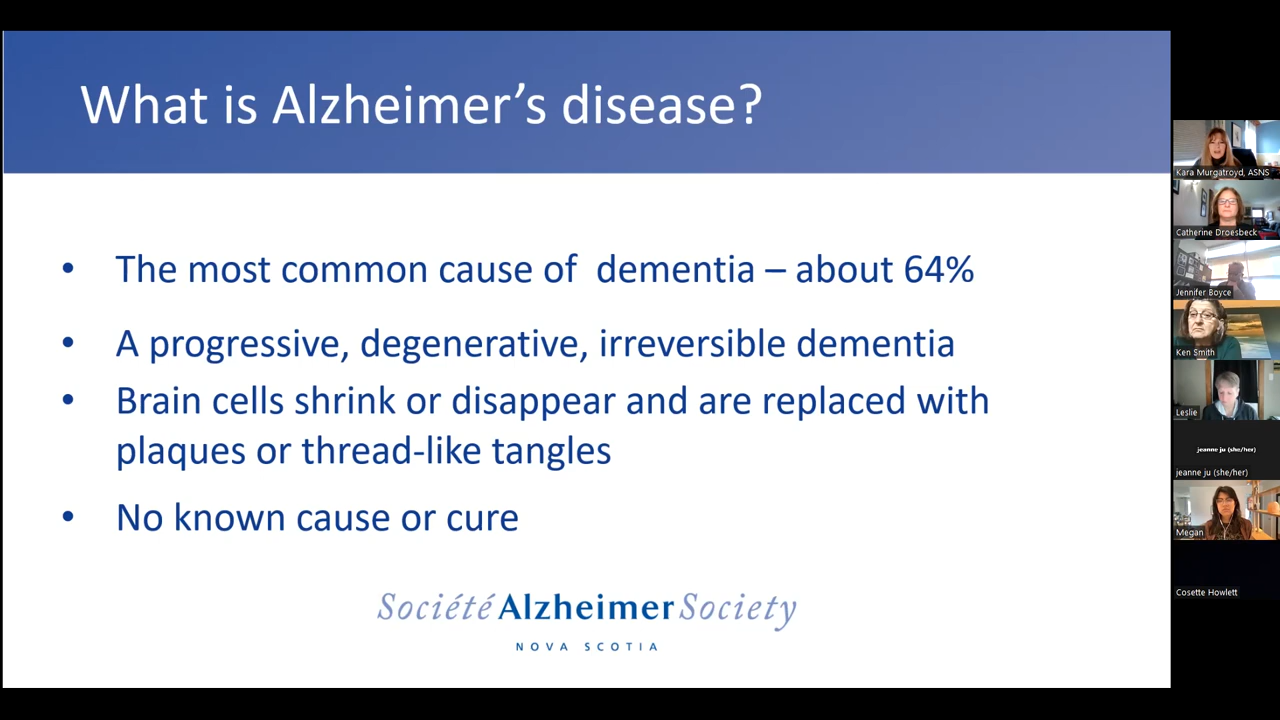 What is Alzheimer’s disease?
• The most common cause of  dementia – about 64%
• A progressive, degenerative, irreversible dementia
• Brain cells shrink or disappear and are replaced with
plaques or thread-like tangles
• No known cause or cure
Société Alzheimer Society
NOVA SCOTIA
Kara Murgatroyd, ASNS
Catherine Droesbeck
Jennifer Boyce
Ken Smith
Leslie
jeanne ju (she/her)
jeanne ju (she/her)
Megan
Cosette Howlett